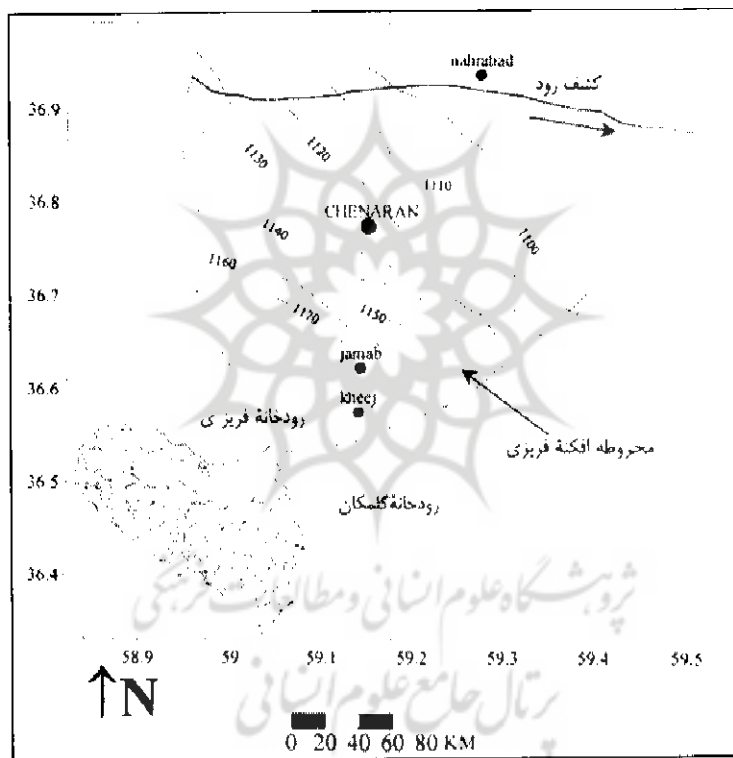 nahrabad
کشف رود
36.9
1130
1120
1110
36.8
CHENARAN
1140
1100
1160
36.7
1170
1150
jamab
36.6
kheej
رودخانهٔ فریزی
محروطه افکنهٔ فریزی
36.5
رودخانهٔ گلمکان
36.4
پژوهشگاه علوم انسانی و مطالعات فرهنگی
58.9 59 59.1 59.2 59.3 59.4 59.5
N
پرتال جامع علوم انسانی
0 20 40 60 80 KM